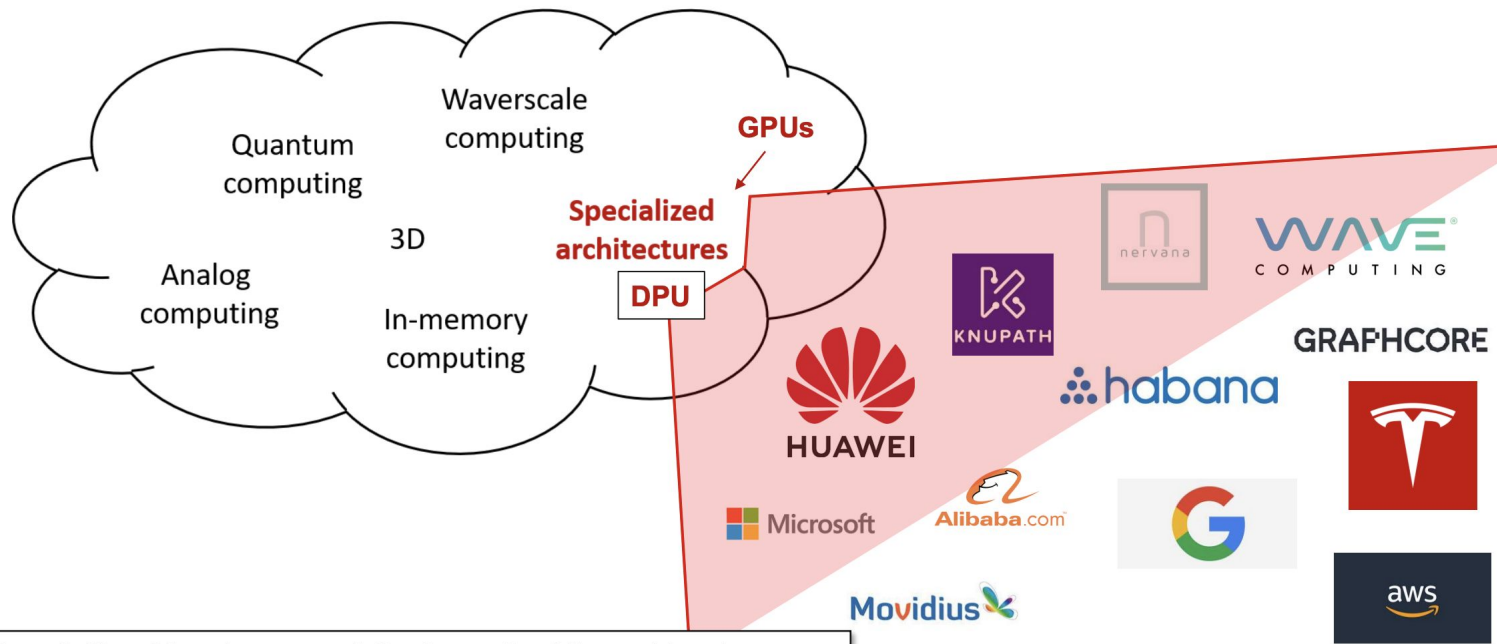 Waverscale
computing
GPUs
Quantum
computing
Specialized
architectures
3D
Analog
computing
DPU
In-memory
computing
n
nervana
WAVE®
COMPUTING
KNUPATH
GRAPHCORE
habana
HUAWEI
T
Microsoft
Alibaba.com
G
Movidius
aws